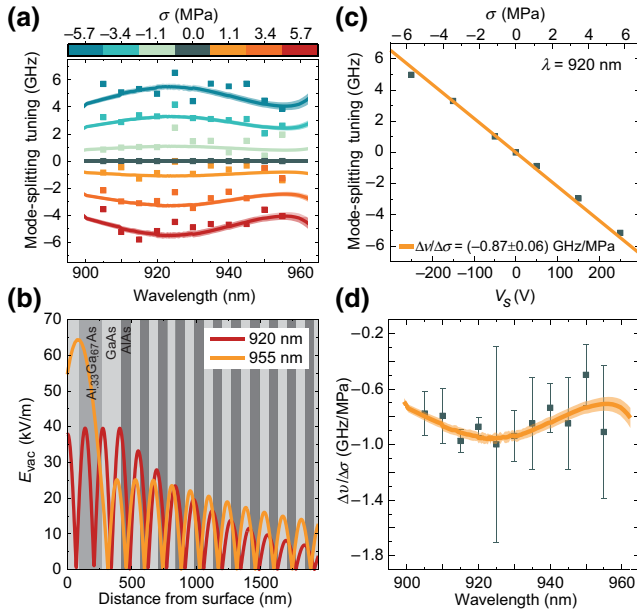 (a)
σ (MPa)
−5.7 −3.4 −1.1 0.0 1.1 3.4 5.7
Mode-splitting tuning (GHz)
6
4
2
0
−2
−4
−6
900 920 940 960
Wavelength (nm)
(b)
E_vac (kV/m)
70
60
50
40
30
20
10
0
Al.33Ga.67As
GaAs
AlAs
920 nm
955 nm
0 500 1000 1500
Distance from surface (nm)
(c)
σ (MPa)
−6 −4 −2 0 2 4 6
Mode-splitting tuning (GHz)
6
4
2
0
−2
−4
−6
λ = 920 nm
Δν/Δσ = (−0.87±0.06) GHz/MPa
−200 −100 0 100 200
V_S (V)
(d)
Δυ/Δσ (GHz/MPa)
−0.2
−0.6
−1.0
−1.4
−1.8
900 920 940 960
Wavelength (nm)